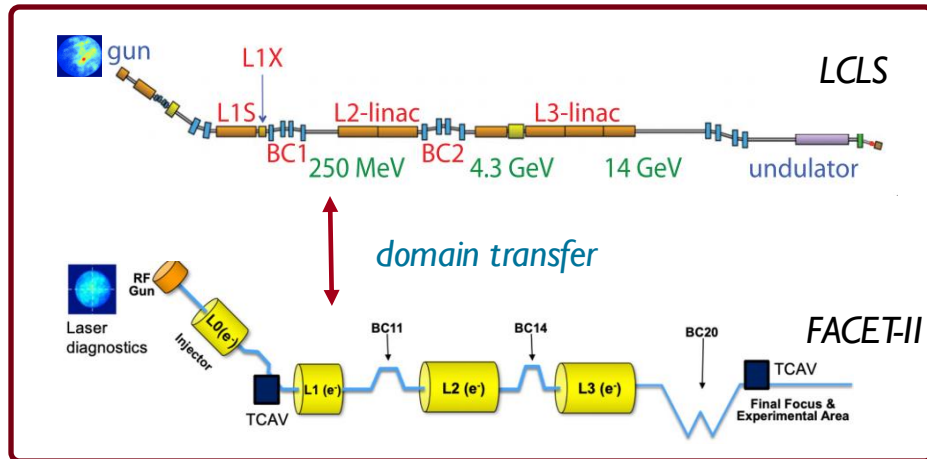 gun
L1X
LCLS
L1S
L2-linac
L3-linac
BC1
BC2
250 MeV
4.3 GeV
14 GeV
undulator
domain transfer
FACET-II
RF
Gun
Laser
diagnostics
L0(e-)
Injector
BC11
BC14
BC20
TCAV
L1 (e-)
L2 (e-)
L3 (e-)
TCAV
Final Focus &
Experimental Area